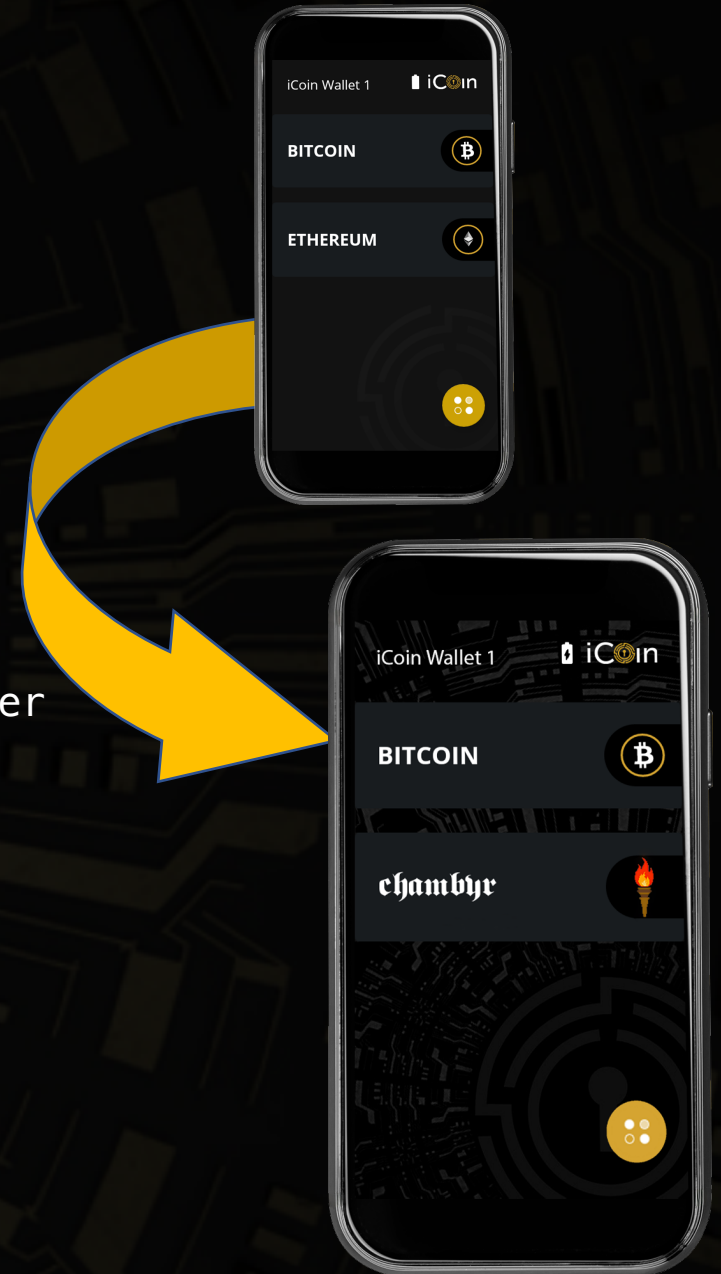 iCoin Wallet 1 iCoin
BITCOIN
ETHEREUM
er
iCoin Wallet 1 iCoin
BITCOIN
chambyr